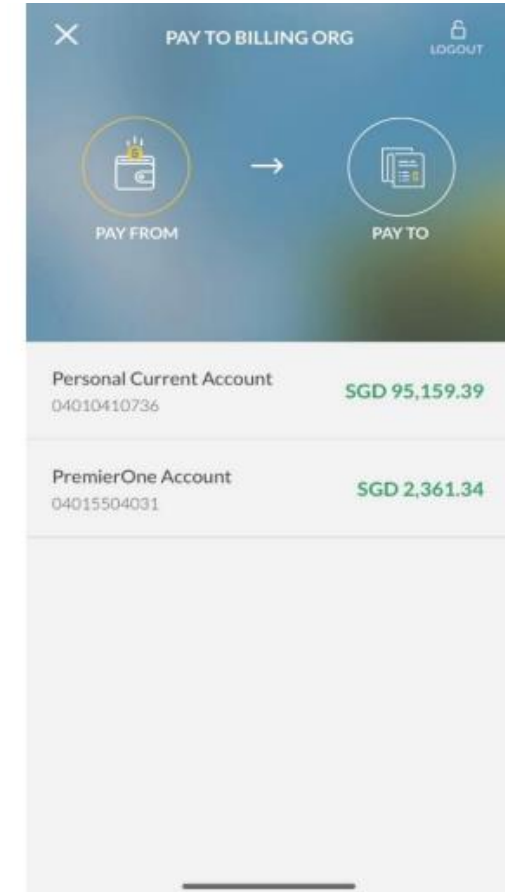 PAY TO BILLING ORG
LOGOUT
PAY FROM
PAY TO
Personal Current Account
SGD 95,159.39
04010410736
PremierOne Account
SGD 2,361.34
04015504031